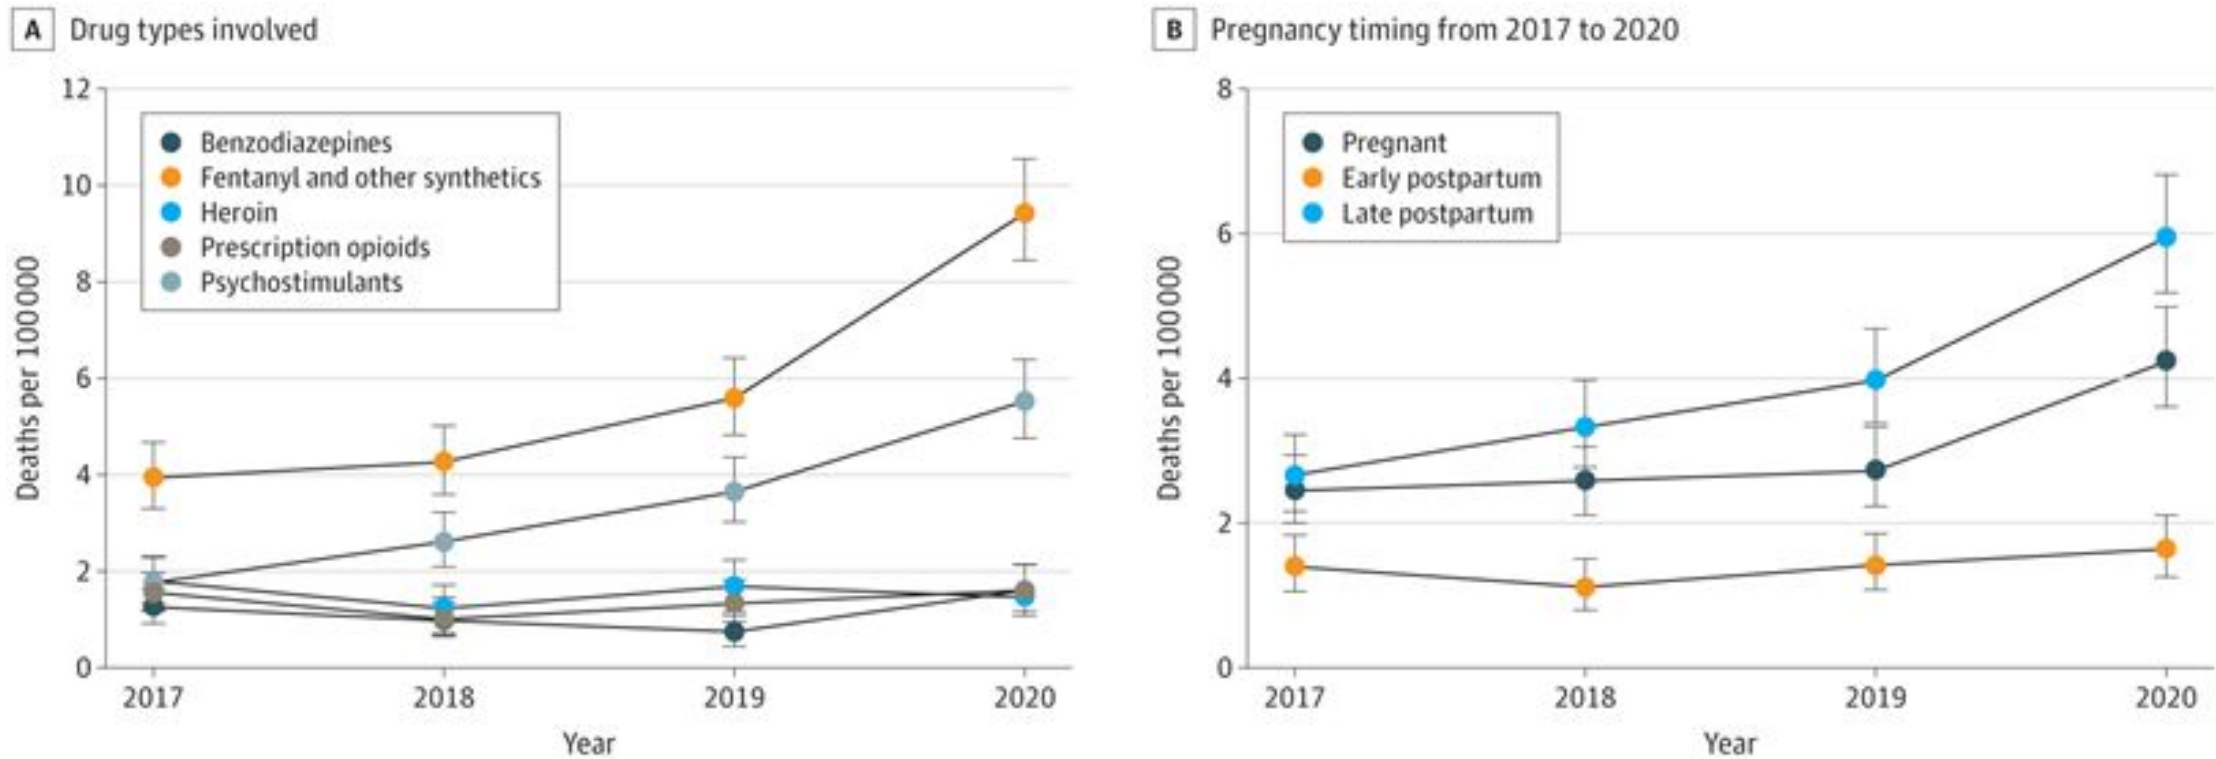 A Drug types involved
12
10
8
6
4
2
0
Deaths per 100000
Benzodiazepines
Fentanyl and other synthetics
Heroin
Prescription opioids
Psychostimulants
2017 2018 2019 2020
Year
B Pregnancy timing from 2017 to 2020
8
6
4
2
0
Deaths per 100000
Pregnant
Early postpartum
Late postpartum
2017 2018 2019 2020
Year